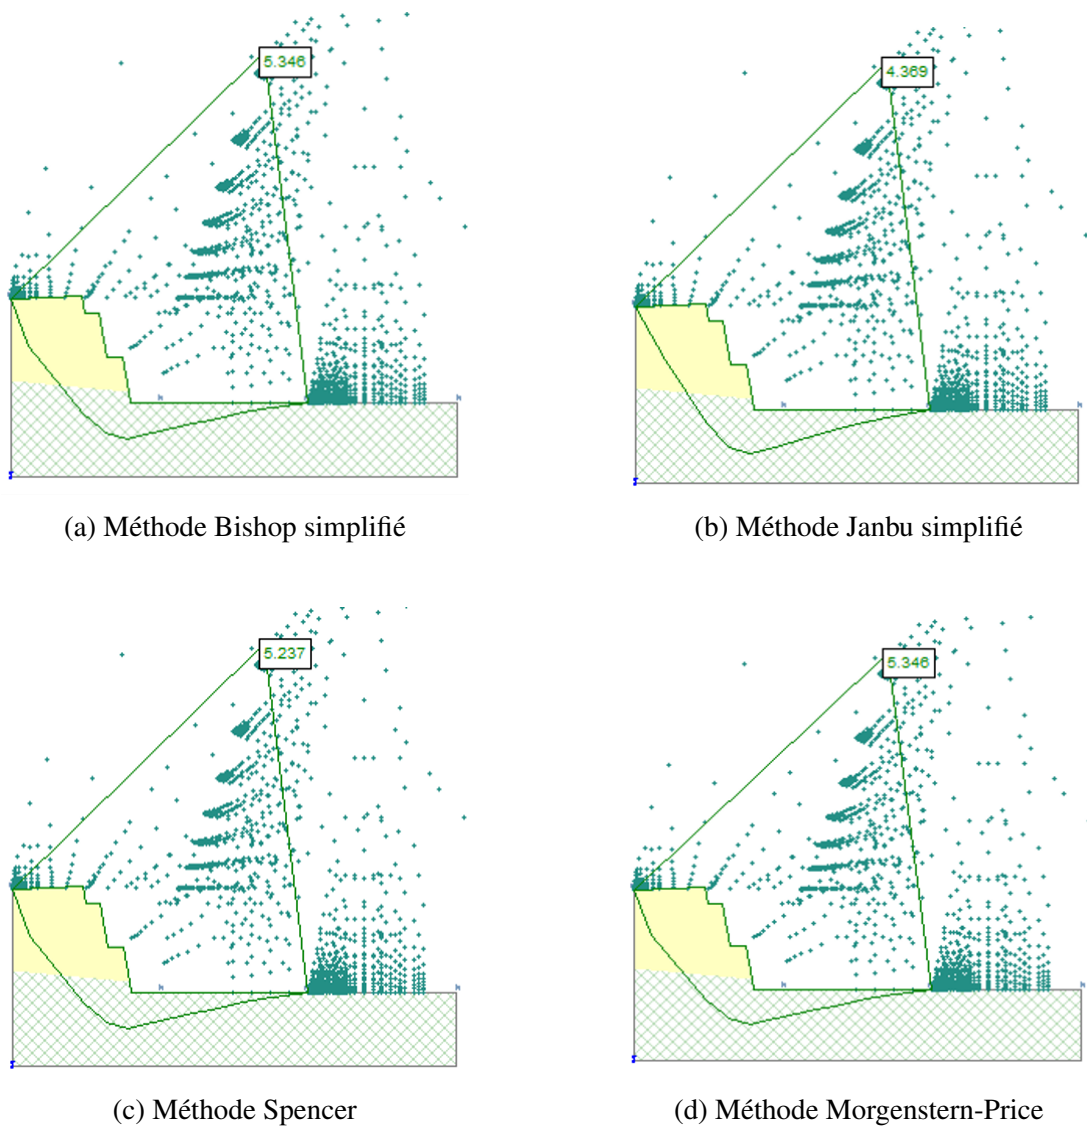 5.346
4.369
(a) Méthode Bishop simplifié
(b) Méthode Janbu simplifié
5.237
5.346
(c) Méthode Spencer
(d) Méthode Morgenstern-Price